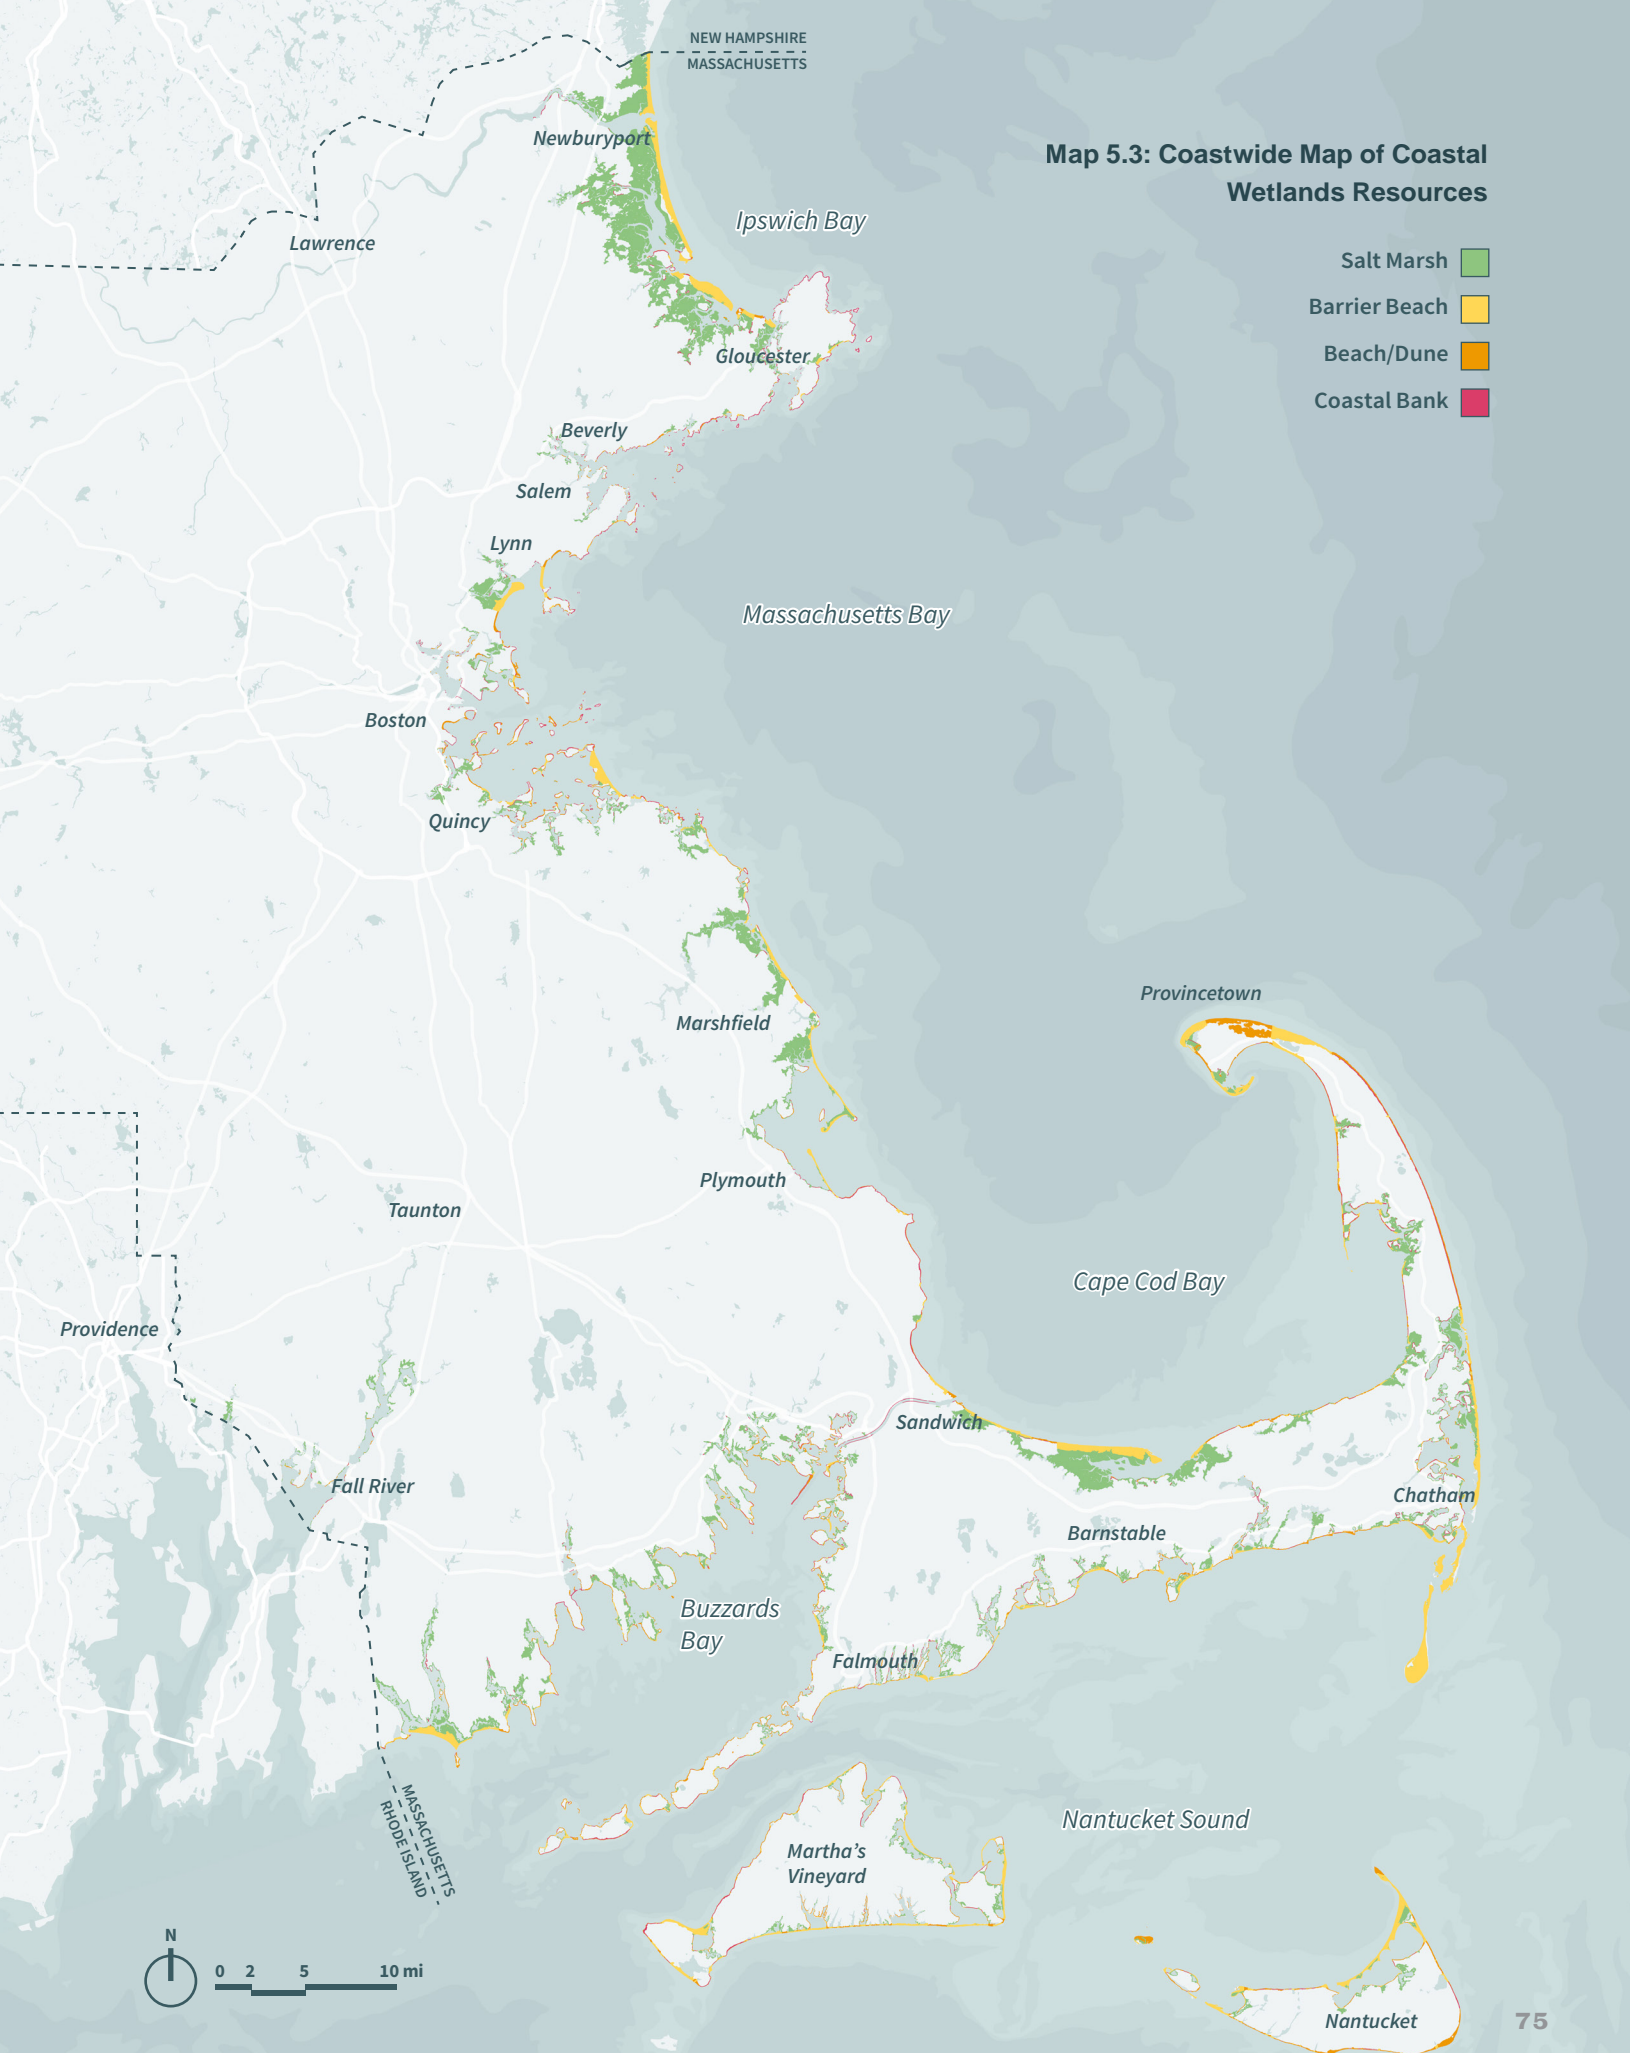 NEW HAMPSHIRE
MASSACHUSETTS
Newburyport
Map 5.3: Coastwide Map of Coastal
Wetlands Resources
Ipswich Bay
Lawrence
Salt Marsh
Barrier Beach
Beach/Dune
Coastal Bank
Gloucester
Beverly
Salem
Lynn
Massachusetts Bay
Boston
Quincy
Provincetown
Marshfield
Plymouth
Taunton
Cape Cod Bay
Providence
Sandwich
Fall River
Chatham
Barnstable
Buzzards
Bay
Falmouth
MASSACHUSETTS
RHODE ISLAND
Nantucket Sound
Martha's
Vineyard
N
0 2 5 10 mi
Nantucket
75